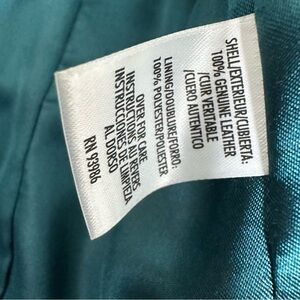 SHELL/EXTERIEUR/CUBIERTA:
100% GENUINE LEATHER
/CUIR VERITABLE
/CUERO AUTENTICO
LINING/DOUBLURE/FORRO:
100% POLYESTER/POLIESTER
OVER FOR CARE
INSTRUCTIONS AU REVERS
INSTRUCCIONES DE LIMPIEZA
AL DORSO
RN 93986